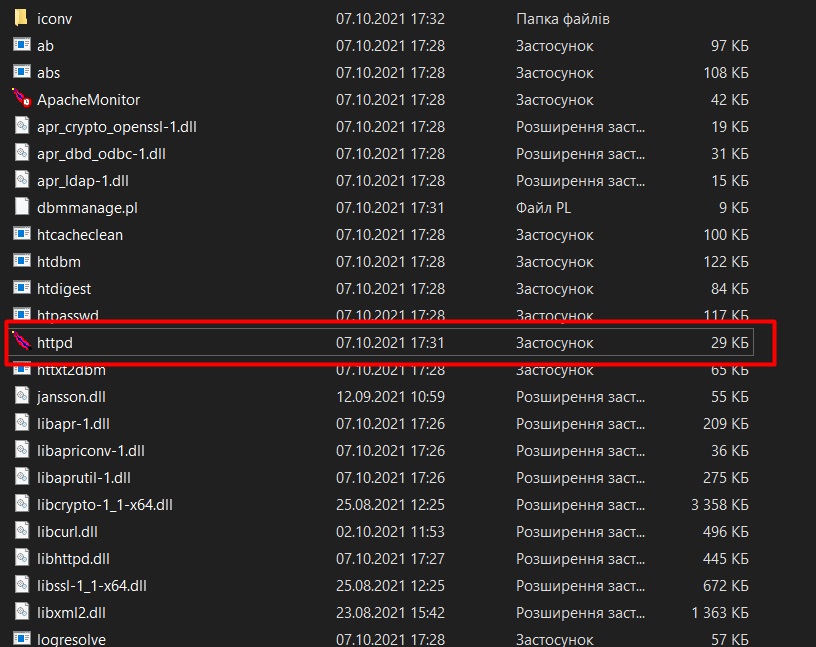 iconv 07.10.2021 17:32 Папка файлів
ab 07.10.2021 17:28 Застосунок 97 КБ
abs 07.10.2021 17:28 Застосунок 108 КБ
ApacheMonitor 07.10.2021 17:28 Застосунок 42 КБ
apr_crypto_openssl-1.dll 07.10.2021 17:28 Розширення заст... 19 КБ
apr_dbd_odbc-1.dll 07.10.2021 17:28 Розширення заст... 31 КБ
apr_ldap-1.dll 07.10.2021 17:28 Розширення заст... 15 КБ
dbmmanage.pl 07.10.2021 17:31 Файл PL 9 КБ
htcacheclean 07.10.2021 17:28 Застосунок 100 КБ
htdbm 07.10.2021 17:28 Застосунок 122 КБ
htdigest 07.10.2021 17:28 Застосунок 84 КБ
htpasswd 07.10.2021 17:28 Застосунок 117 КБ
httpd 07.10.2021 17:31 Застосунок 29 КБ
httxt2dbm 07.10.2021 17:28 Застосунок 65 КБ
jansson.dll 12.09.2021 10:59 Розширення заст... 55 КБ
libapr-1.dll 07.10.2021 17:26 Розширення заст... 209 КБ
libapriconv-1.dll 07.10.2021 17:26 Розширення заст... 36 КБ
libaprutil-1.dll 07.10.2021 17:26 Розширення заст... 275 КБ
libcrypto-1_1-x64.dll 25.08.2021 12:25 Розширення заст... 3 358 КБ
libcurl.dll 02.10.2021 11:53 Розширення заст... 496 КБ
libhttpd.dll 07.10.2021 17:27 Розширення заст... 445 КБ
libssl-1_1-x64.dll 25.08.2021 12:25 Розширення заст... 672 КБ
libxml2.dll 23.08.2021 15:42 Розширення заст... 1 363 КБ
logresolve 07.10.2021 17:28 Застосунок 57 КБ